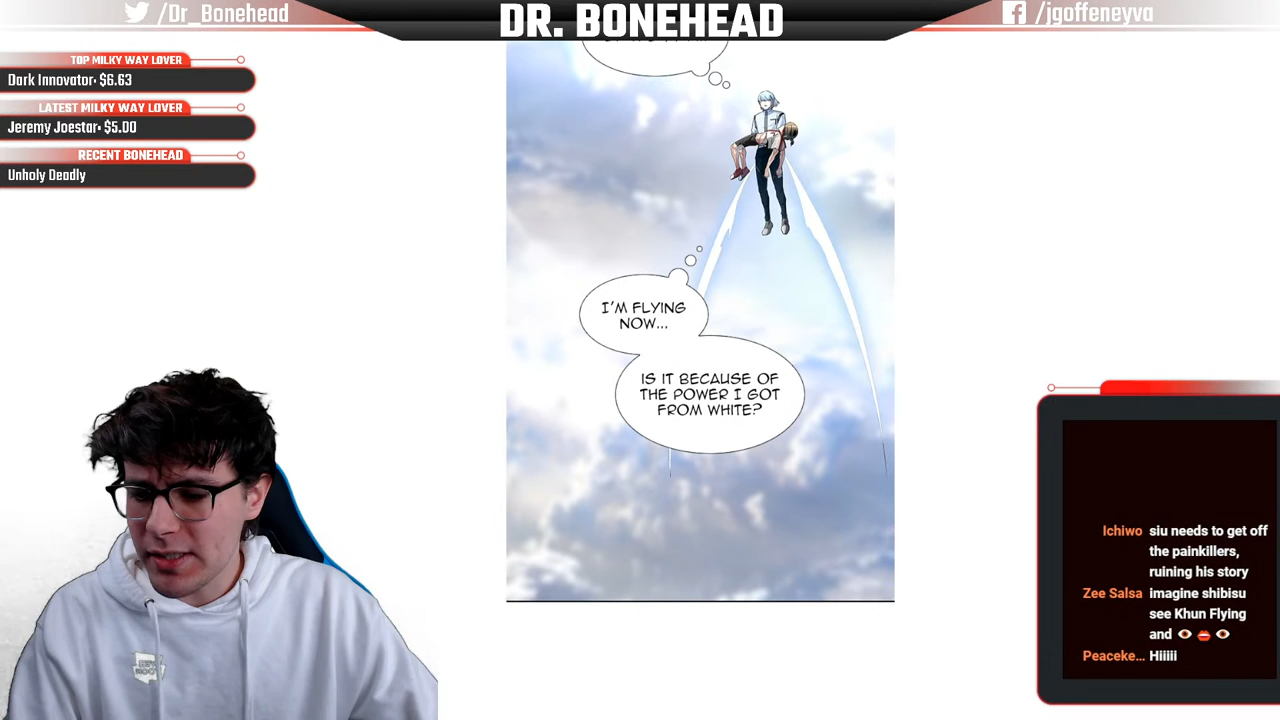 /Dr_Bonehead
DR. BONEHEAD
/jgoffeneyva
TOP MILKY WAY LOVER
Dark Innovator• $6.63
LATEST MILKY WAY LOVER
Jeremy Joestar• $5.00
RECENT BONEHEAD
Unholy Deadly
I'M FLYING
NOW...
IS IT BECAUSE OF
THE POWER I GOT
FROM WHITE?
Ichiwo siu needs to get off
the painkillers,
ruining his story
Zee Salsa imagine shibisu
see Khun Flying
and 👁 👄 👁
Peaceke... Hiiiii